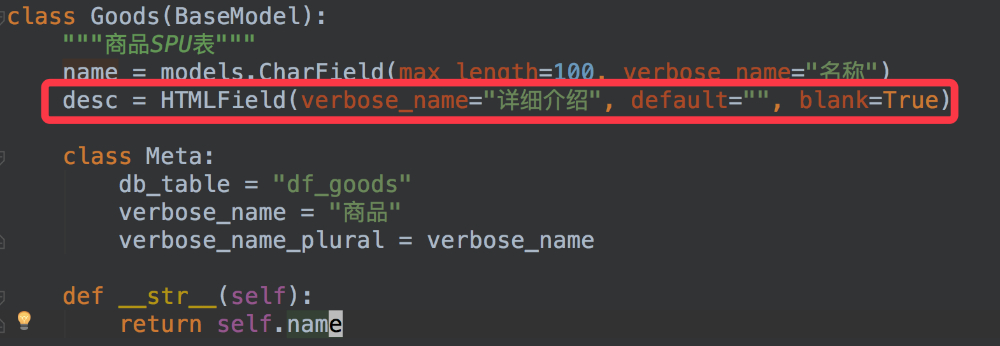 class Goods(BaseModel):
    """商品SPU表"""
    name = models.CharField(max_length=100, verbose_name="名称")
    desc = HTMLField(verbose_name="详细介绍", default="", blank=True)
    class Meta:
        db_table = "df_goods"
        verbose_name = "商品"
        verbose_name_plural = verbose_name
    def __str__(self):
        return self.name